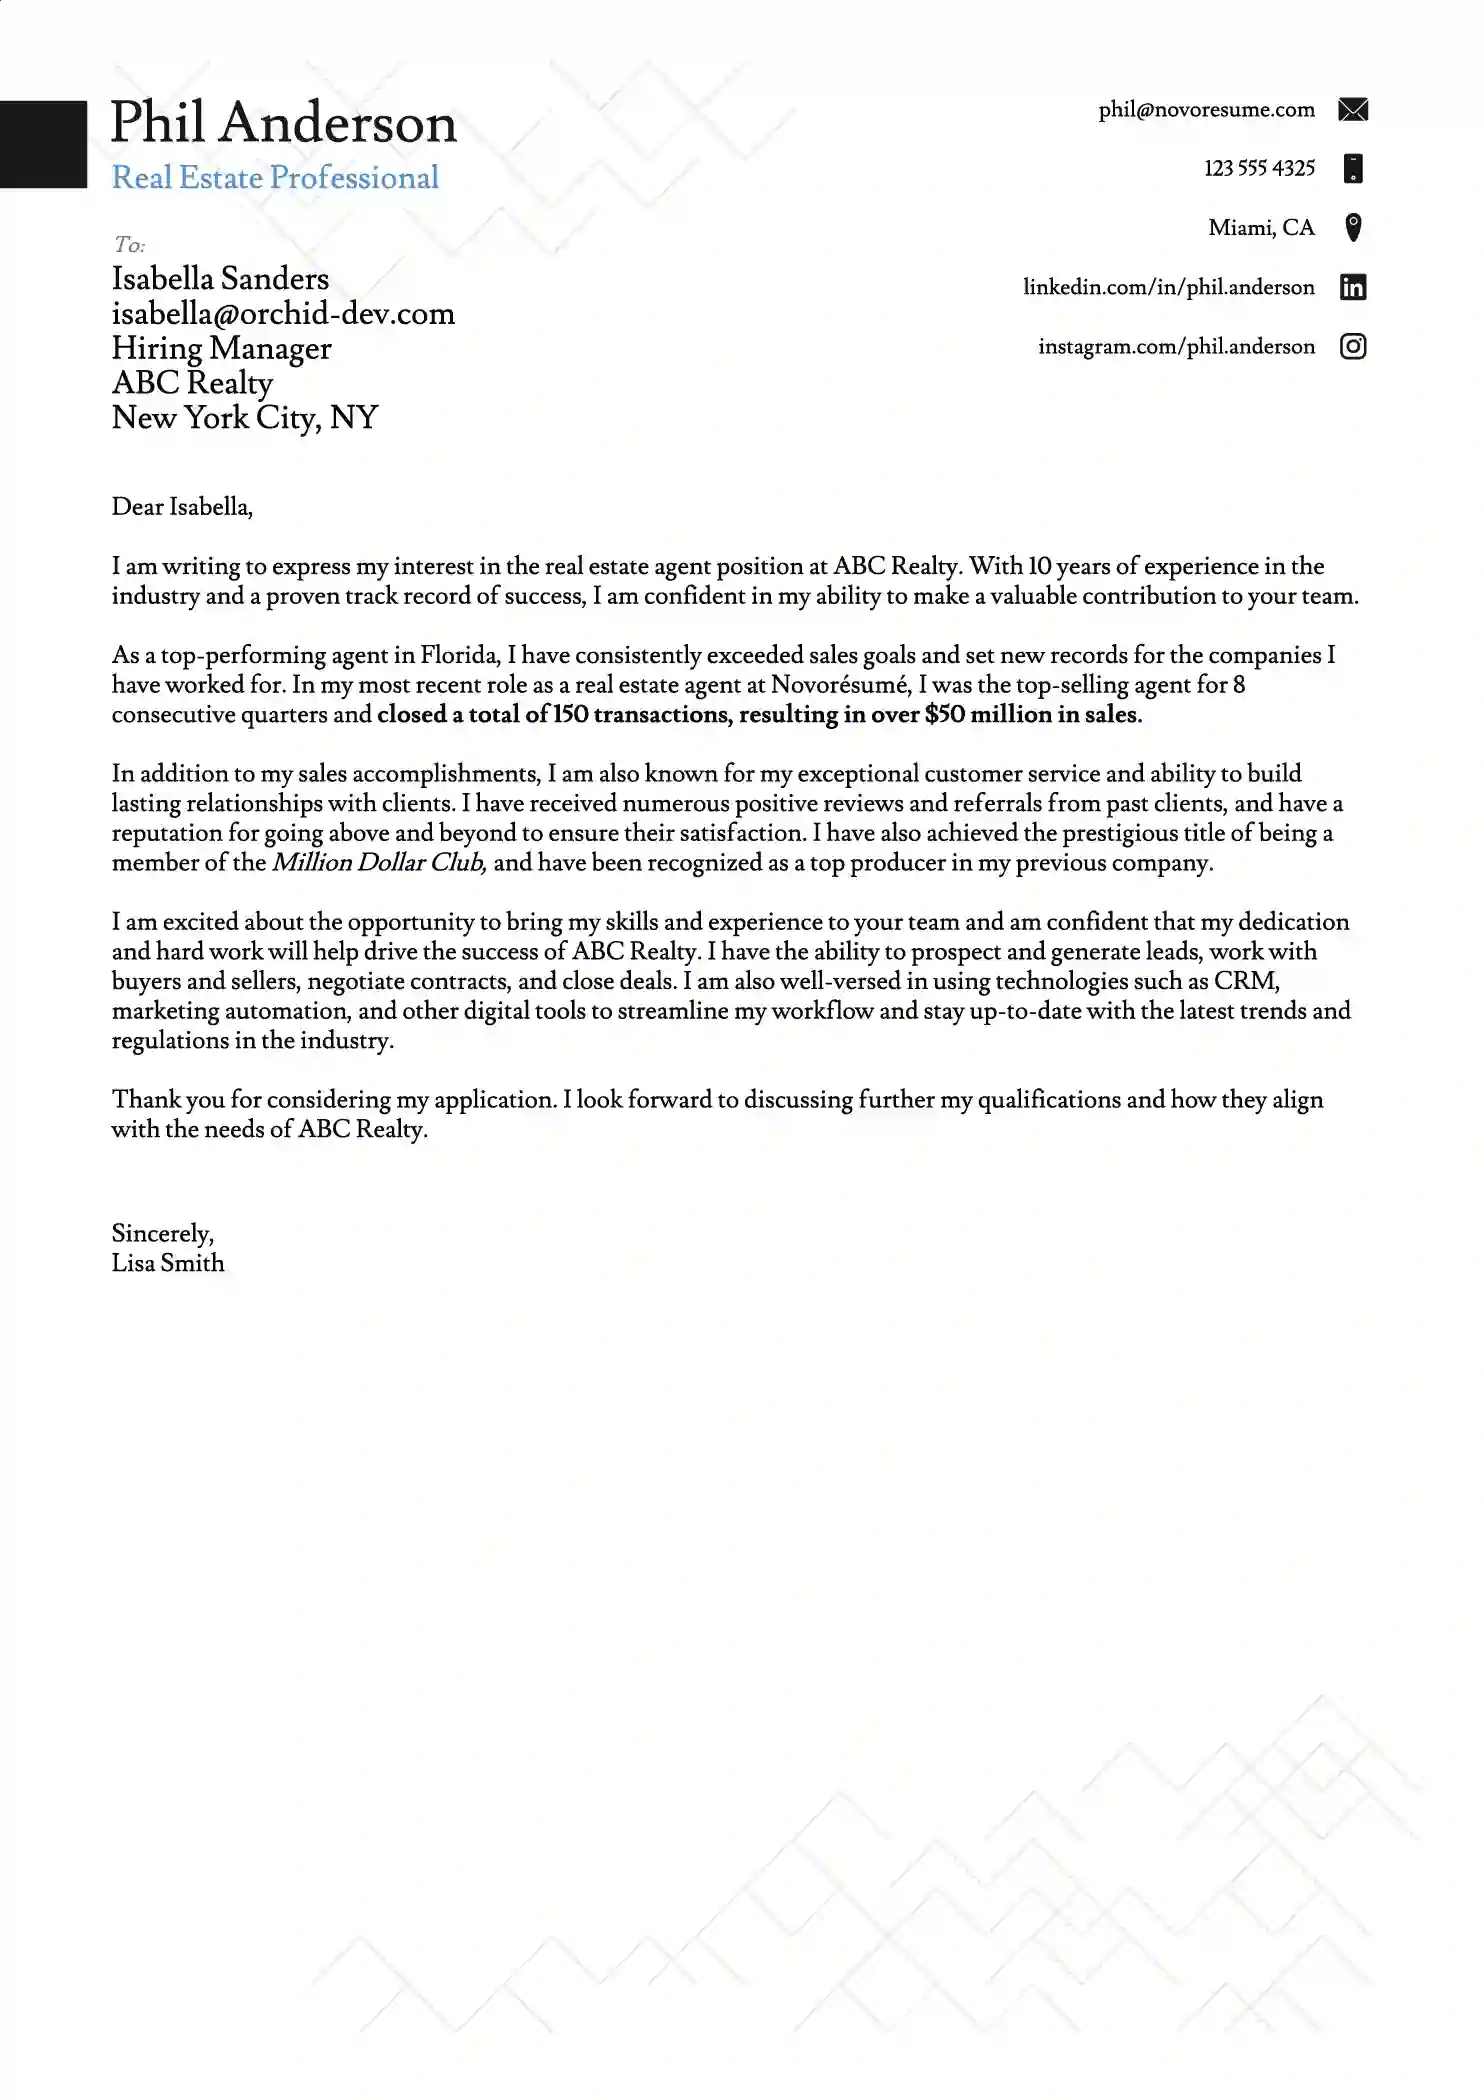 Phil Anderson
Real Estate Professional
phil@novoresume.com
123 555 4325
Miami, CA
linkedin.com/in/phil.anderson
instagram.com/phil.anderson
To:
Isabella Sanders
isabella@orchid-dev.com
Hiring Manager
ABC Realty
New York City, NY
Dear Isabella,
I am writing to express my interest in the real estate agent position at ABC Realty. With 10 years of experience in the
industry and a proven track record of success, I am confident in my ability to make a valuable contribution to your team.
As a top-performing agent in Florida, I have consistently exceeded sales goals and set new records for the companies I
have worked for. In my most recent role as a real estate agent at Novorésumé, I was the top-selling agent for 8
consecutive quarters and closed a total of 150 transactions, resulting in over $50 million in sales.
In addition to my sales accomplishments, I am also known for my exceptional customer service and ability to build
lasting relationships with clients. I have received numerous positive reviews and referrals from past clients, and have a
reputation for going above and beyond to ensure their satisfaction. I have also achieved the prestigious title of being a
member of the Million Dollar Club, and have been recognized as a top producer in my previous company.
I am excited about the opportunity to bring my skills and experience to your team and am confident that my dedication
and hard work will help drive the success of ABC Realty. I have the ability to prospect and generate leads, work with
buyers and sellers, negotiate contracts, and close deals. I am also well-versed in using technologies such as CRM,
marketing automation, and other digital tools to streamline my workflow and stay up-to-date with the latest trends and
regulations in the industry.
Thank you for considering my application. I look forward to discussing further my qualifications and how they align
with the needs of ABC Realty.
Sincerely,
Lisa Smith